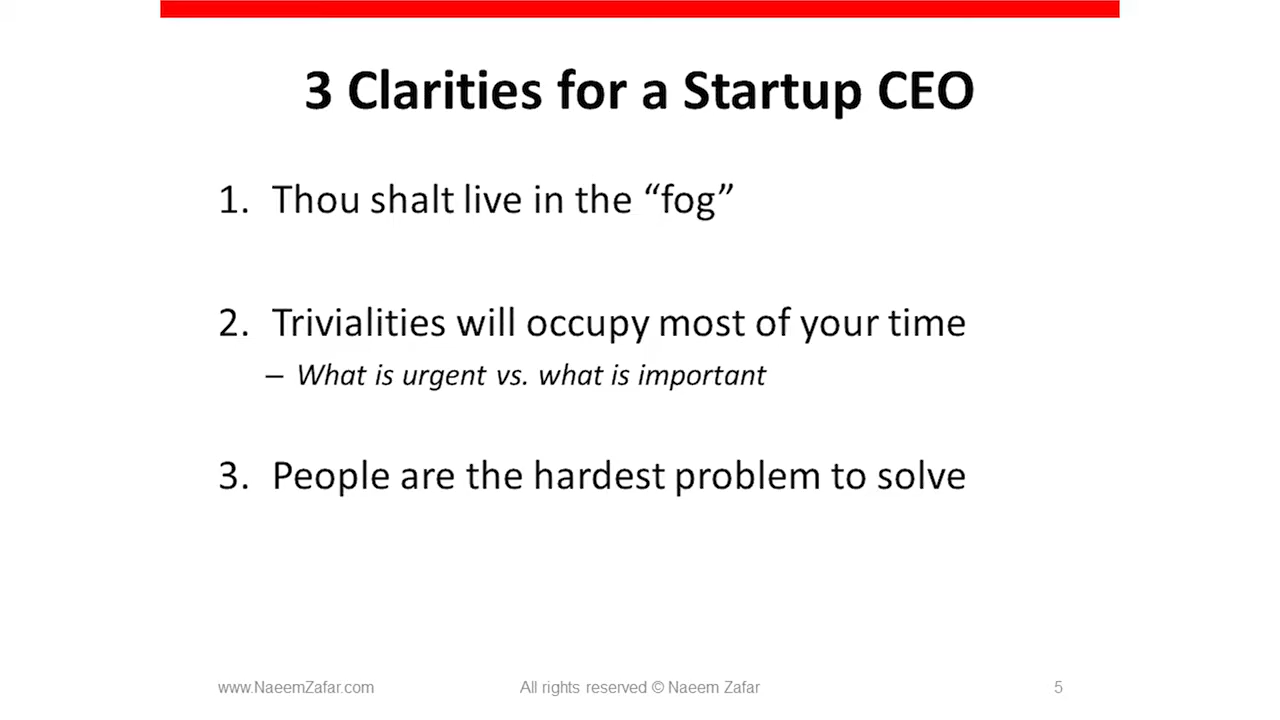 3 Clarities for a Startup CEO
1. Thou shalt live in the “fog”
2. Trivialities will occupy most of your time
– What is urgent vs. what is important
3. People are the hardest problem to solve
www.NaeemZafar.com All rights reserved © Naeem Zafar 5